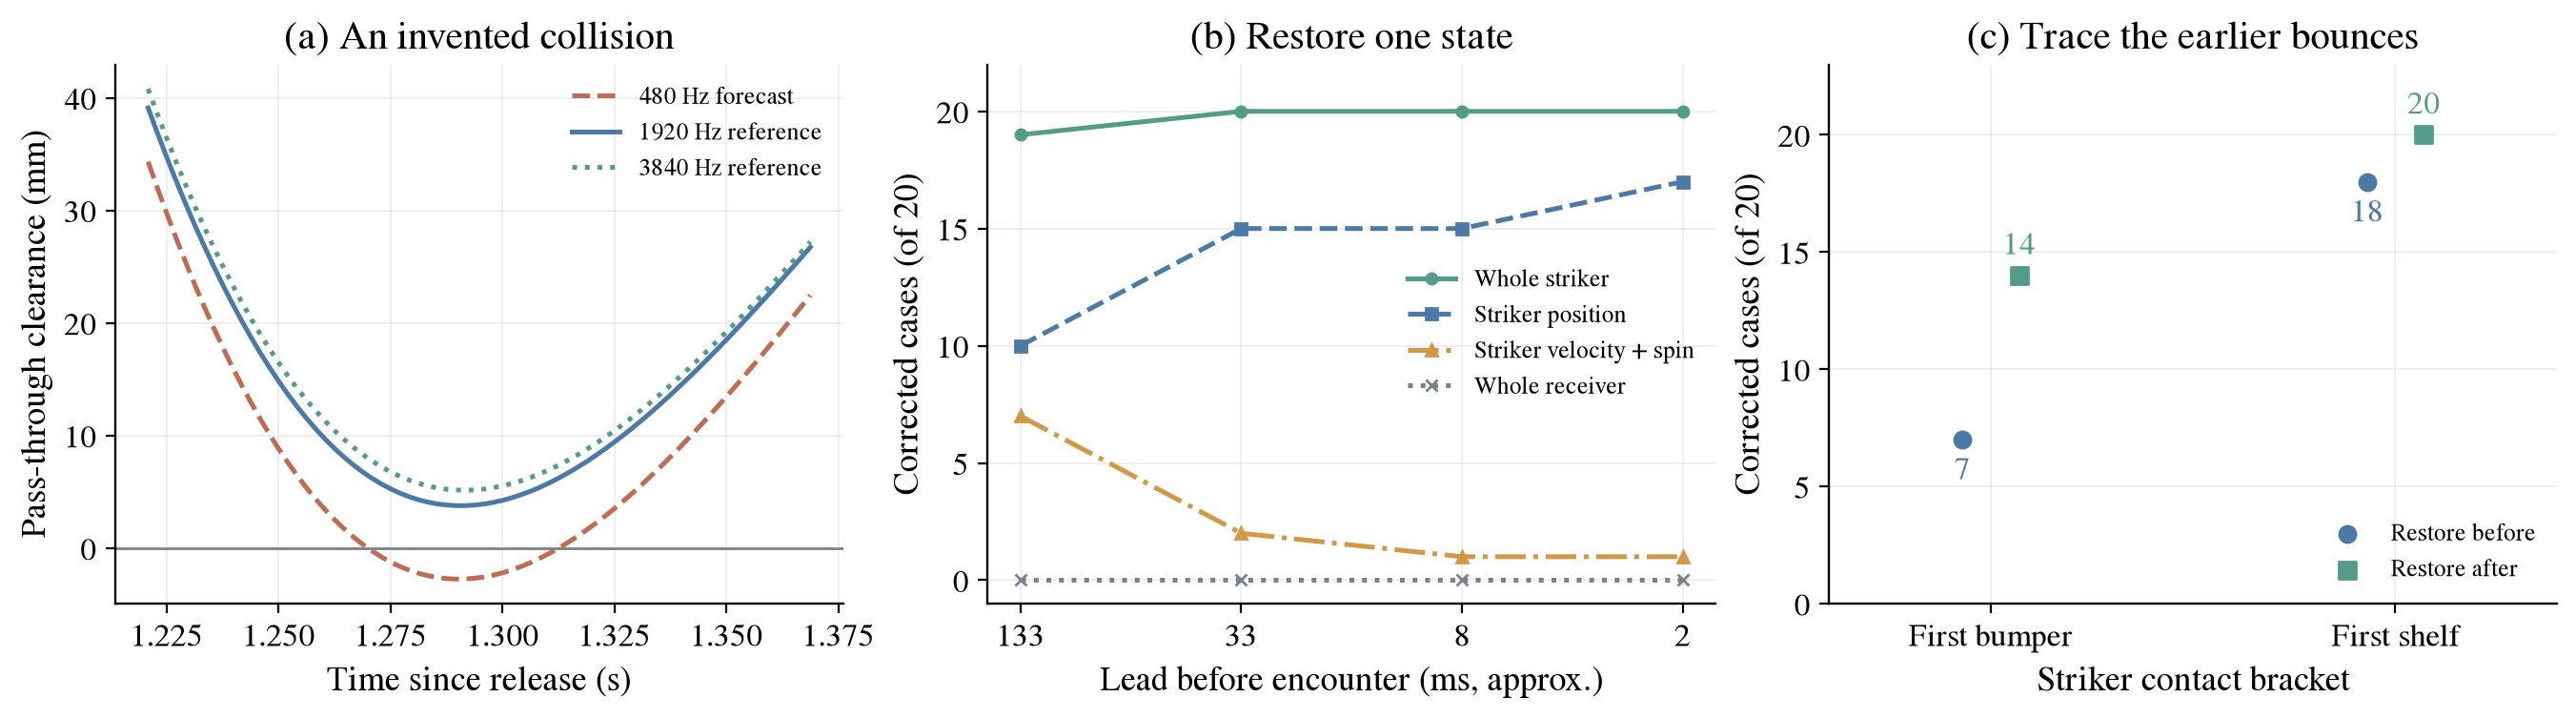 (a) An invented collision
Pass-through clearance (mm)
40
30
20
10
0
480 Hz forecast
1920 Hz reference
3840 Hz reference
1.225 1.250 1.275 1.300 1.325 1.350 1.375
Time since release (s)
(b) Restore one state
Corrected cases (of 20)
20
15
10
5
0
Whole striker
Striker position
Striker velocity + spin
Whole receiver
133 33 8 2
Lead before encounter (ms, approx.)
(c) Trace the earlier bounces
Corrected cases (of 20)
20
15
10
5
0
20
18
14
7
Restore before
Restore after
First bumper First shelf
Striker contact bracket